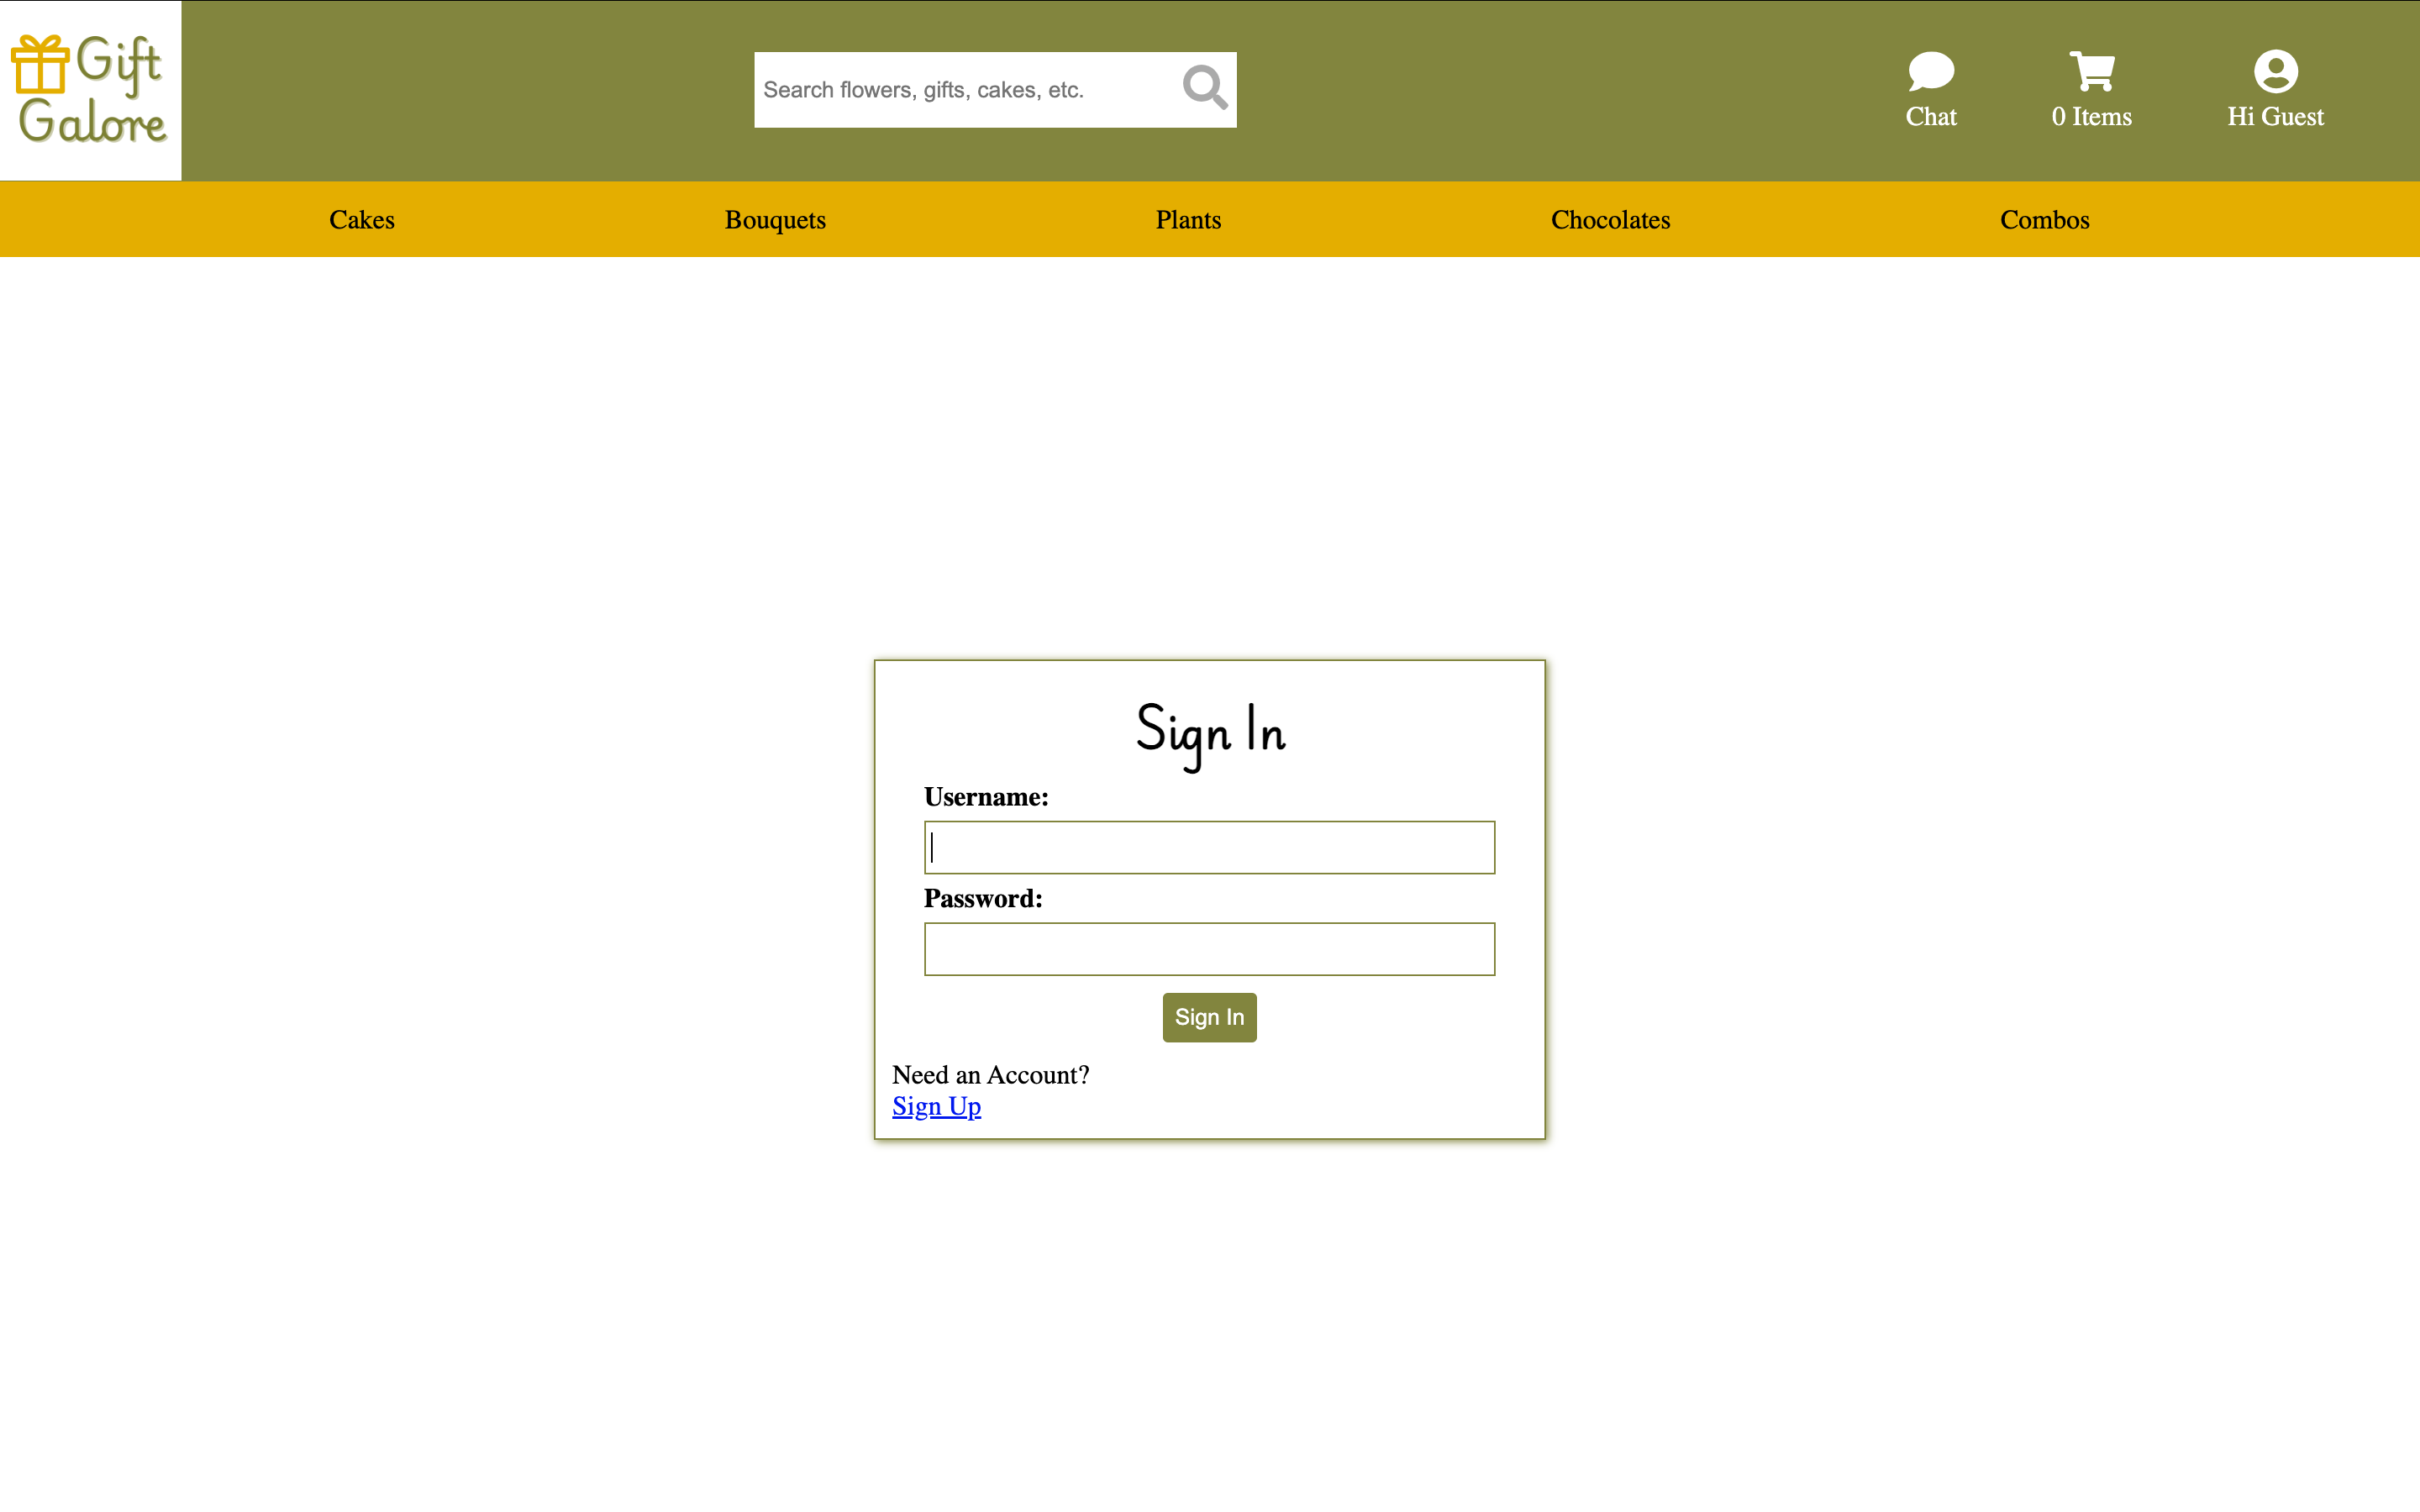 Gift
Galore
Search flowers, gifts, cakes, etc.
Chat
0 Items
Hi Guest
Cakes
Bouquets
Plants
Chocolates
Combos
Sign In
Username:
Password:
Sign In
Need an Account?
Sign Up